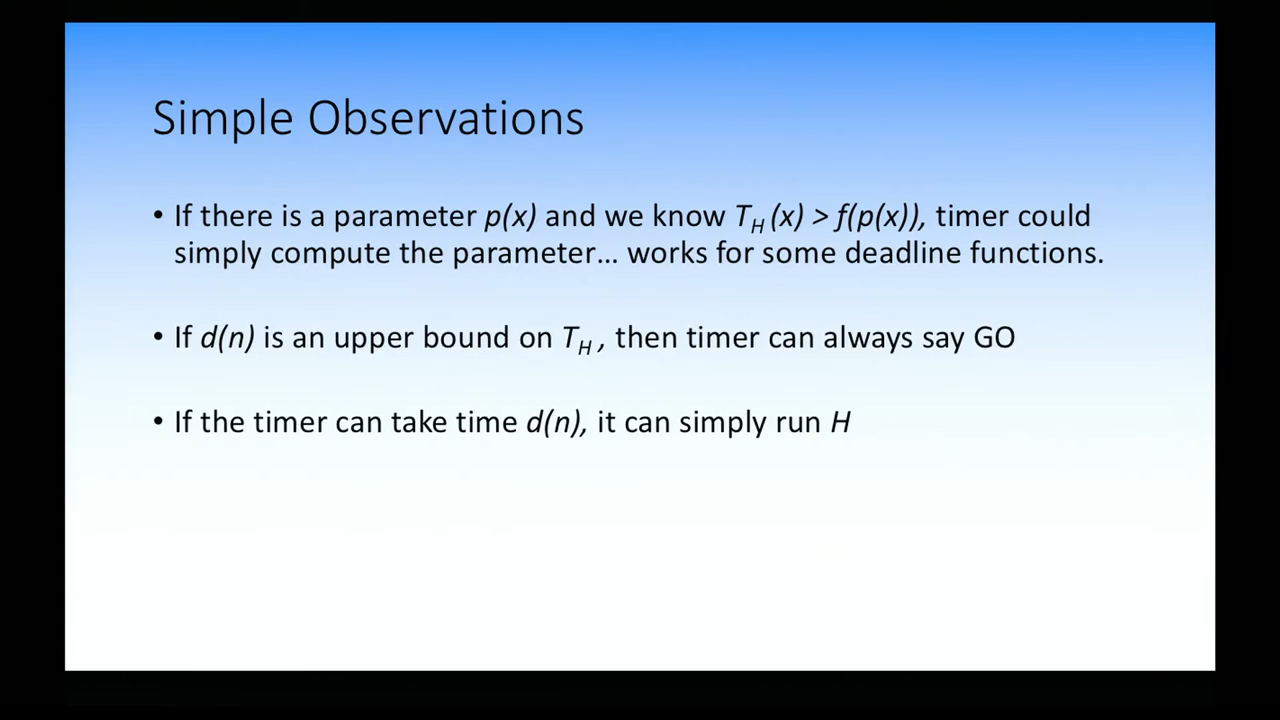 Simple Observations
• If there is a parameter p(x) and we know T_H (x) > f(p(x)), timer could
simply compute the parameter… works for some deadline functions.
• If d(n) is an upper bound on T_H , then timer can always say GO
• If the timer can take time d(n), it can simply run H